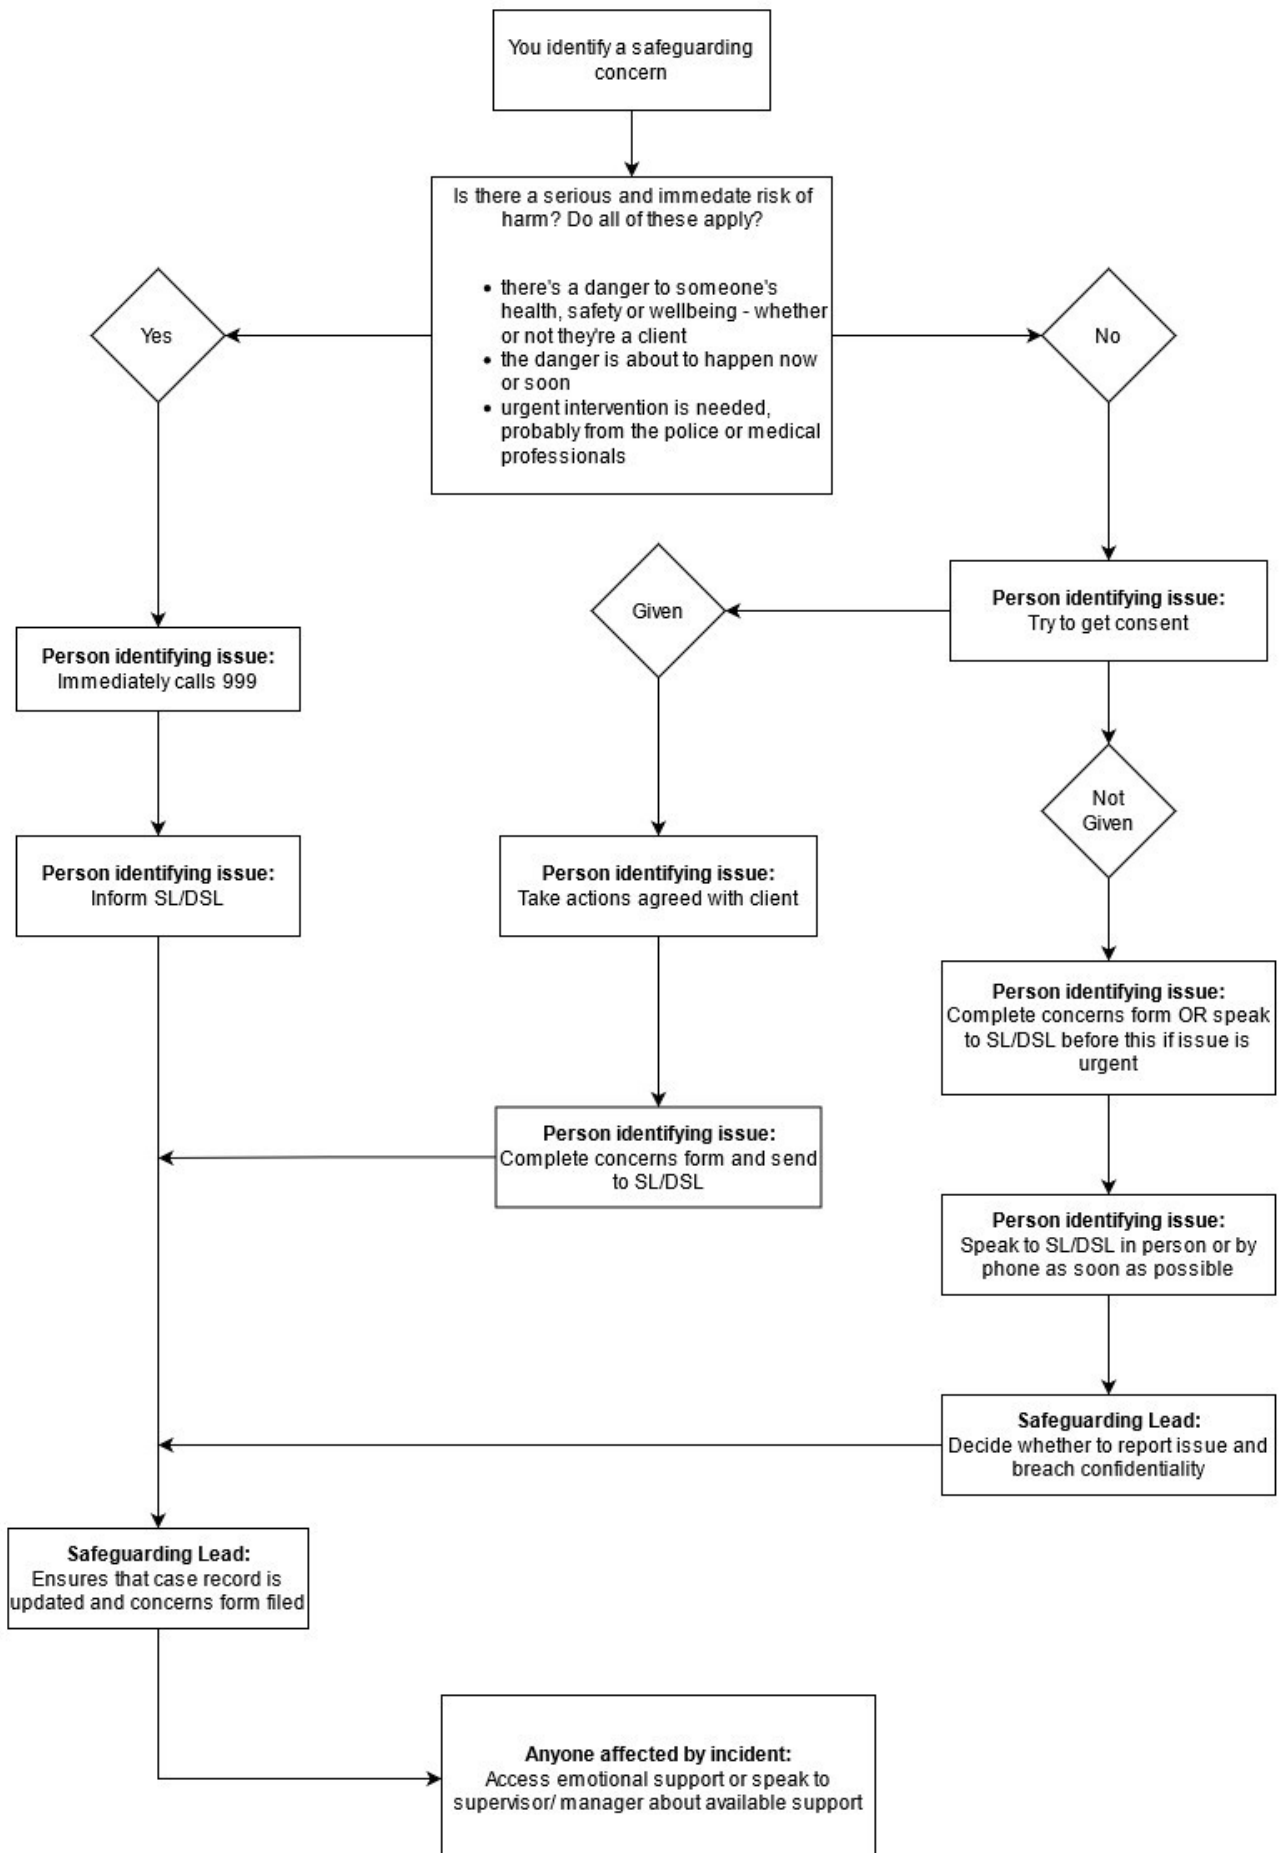 You identify a safeguarding
concern
Is there a serious and immedate risk of
harm? Do all of these apply?
• there's a danger to someone's
health, safety or wellbeing - whether
or not they're a client
• the danger is about to happen now
or soon
• urgent intervention is needed,
probably from the police or medical
professionals
Yes
No
Given
Person identifying issue:
Try to get consent
Person identifying issue:
Immediately calls 999
Not
Given
Person identifying issue:
Inform SL/DSL
Person identifying issue:
Take actions agreed with client
Person identifying issue:
Complete concerns form OR speak
to SL/DSL before this if issue is
urgent
Person identifying issue:
Complete concerns form and send
to SL/DSL
Person identifying issue:
Speak to SL/DSL in person or by
phone as soon as possible
Safeguarding Lead:
Decide whether to report issue and
breach confidentiality
Safeguarding Lead:
Ensures that case record is
updated and concerns form filed
Anyone affected by incident:
Access emotional support or speak to
supervisor/ manager about available support